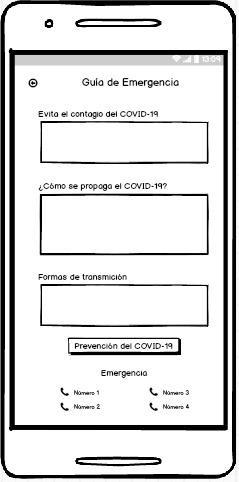 13:09
Guía de Emergencia
Evita el contagio del COVID-19
¿Cómo se propaga el COVID-19?
Formas de transmición
Prevención del COVID-19
Emergencia
Número 1
Número 3
Número 2
Número 4